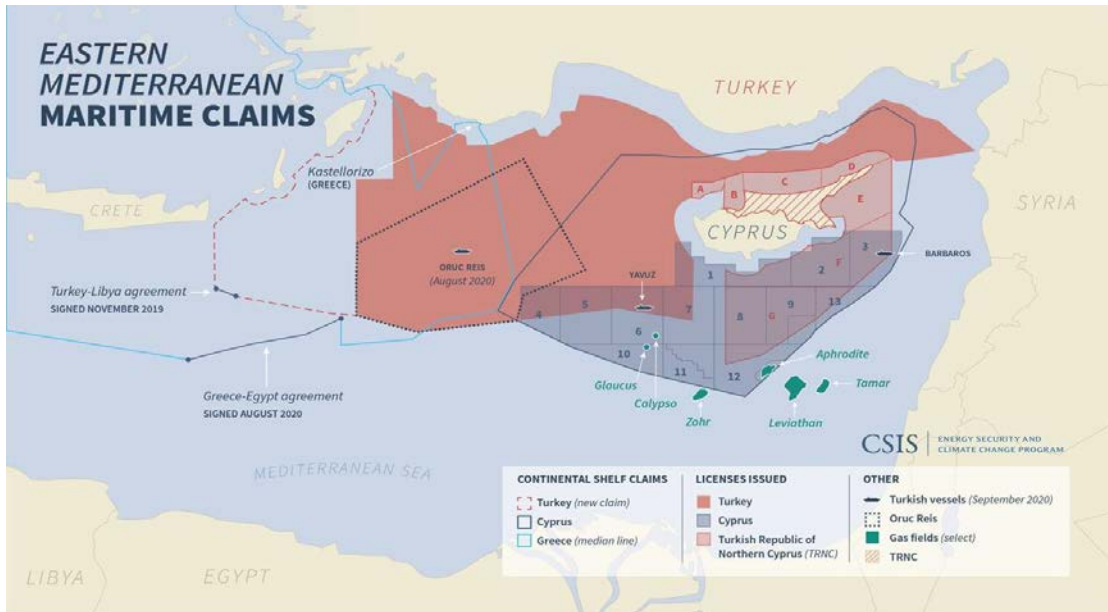 EASTERN
MEDITERRANEAN
MARITIME CLAIMS
TURKEY
Kastellorizo
(GREECE)
CRETE
SYRIA
A
B
C
D
E
CYPRUS
ORUC REIS
(August 2020)
YAVUZ
BARBAROS
Turkey-Libya agreement
SIGNED NOVEMBER 2019
1
2
3
F
4
5
6
7
8
9
13
G
10
11
12
Aphrodite
Glaucus
Calypso
Zohr
Leviathan
Tamar
Greece-Egypt agreement
SIGNED AUGUST 2020
MEDITERRANEAN SEA
LIBYA
EGYPT
CSIS
ENERGY SECURITY AND
CLIMATE CHANGE PROGRAM
CONTINENTAL SHELF CLAIMS
Turkey (new claim)
Cyprus
Greece (median line)
LICENSES ISSUED
Turkey
Cyprus
Turkish Republic of
Northern Cyprus (TRNC)
OTHER
Turkish vessels (September 2020)
Oruc Reis
Gas fields (select)
TRNC